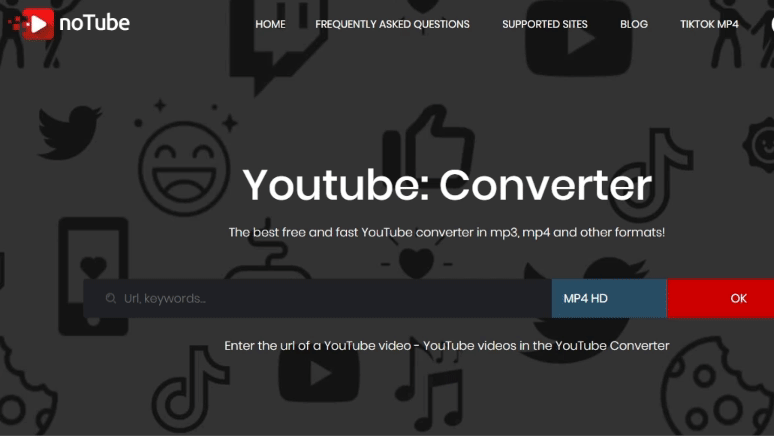 noTube
HOME FREQUENTLY ASKED QUESTIONS SUPPORTED SITES BLOG TIKTOK MP4
Youtube: Converter
The best free and fast YouTube converter in mp3, mp4 and other formats!
Url, keywords... MP4 HD OK
Enter the url of a YouTube video - YouTube videos in the YouTube Converter